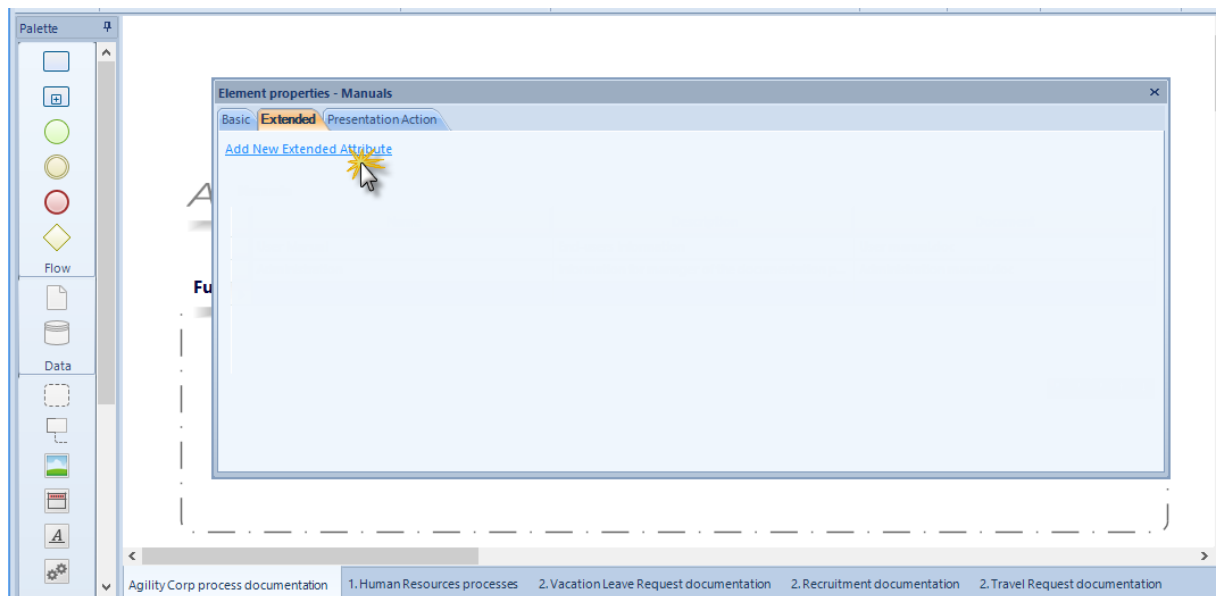 Palette
Element properties - Manuals
Basic Extended Presentation Action
Add New Extended Attribute
A
Flow
Fu
Data
A
Agility Corp process documentation 1. Human Resources processes 2. Vacation Leave Request documentation 2. Recruitment documentation 2. Travel Request documentation